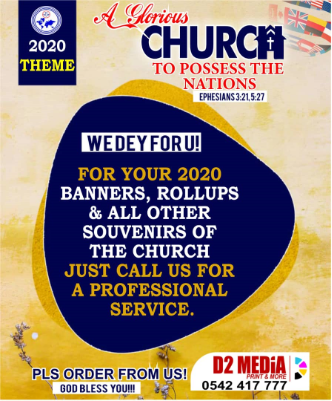 2020
THEME
A Glorious
CHURCH
TO POSSESS THE
NATIONS
EPHESIANS 3:21, 5:27
WE DEY FOR U!
FOR YOUR 2020
BANNERS, ROLLUPS
& ALL OTHER
SOUVENIRS OF
THE CHURCH
JUST CALL US FOR
A PROFESSIONAL
SERVICE.
PLS ORDER FROM US!
GOD BLESS YOU!!!
D2 MEDiA
PRINT & MORE
0542 417 777